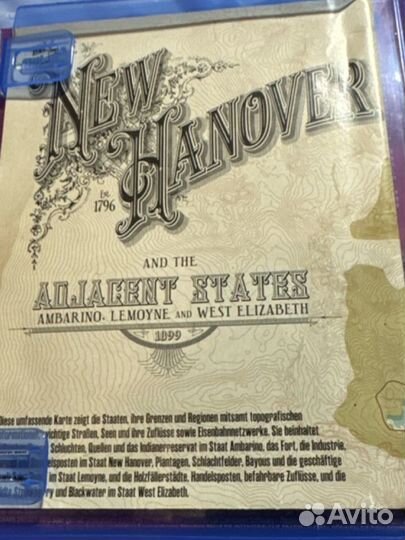 NEW
HANOVER
Est.
1796
AND THE
ADJACENT STATES
AMBARINO, LEMOYNE AND WEST ELIZABETH
1899
Diese umfassende Karte zeigt die Staaten, ihre Grenzen und Regionen mitsamt topografischen
wichtige Straßen, Seen und ihre Zuflüsse sowie Eisenbahnnetzwerke. Sie beinhaltet
Schluchten, Quellen und das Indianerreservat im Staat Ambarino, das Fort, die Industrie,
im Staat New Hanover, Plantagen, Schlachtfelder, Bayous und die geschäftige
im Staat Lemoyne, und die Holzfällerstädte, Handelsposten, befahrbare Zuflüsse, und die
und Blackwater im Staat West Elizabeth.
Avito